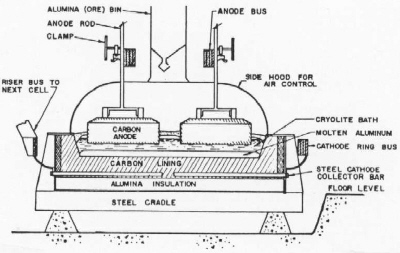 ALUMINA (ORE) BIN
ANODE ROD
CLAMP
ANODE BUS
RISER BUS TO
NEXT CELL
SIDE HOOD FOR
AIR CONTROL
CARBON
ANODE
CRYOLITE BATH
MOLTEN ALUMINUM
CATHODE RING BUS
CARBON LINING
STEEL CATHODE
COLLECTOR BAR
ALUMINA INSULATION
FLOOR LEVEL
STEEL CRADLE